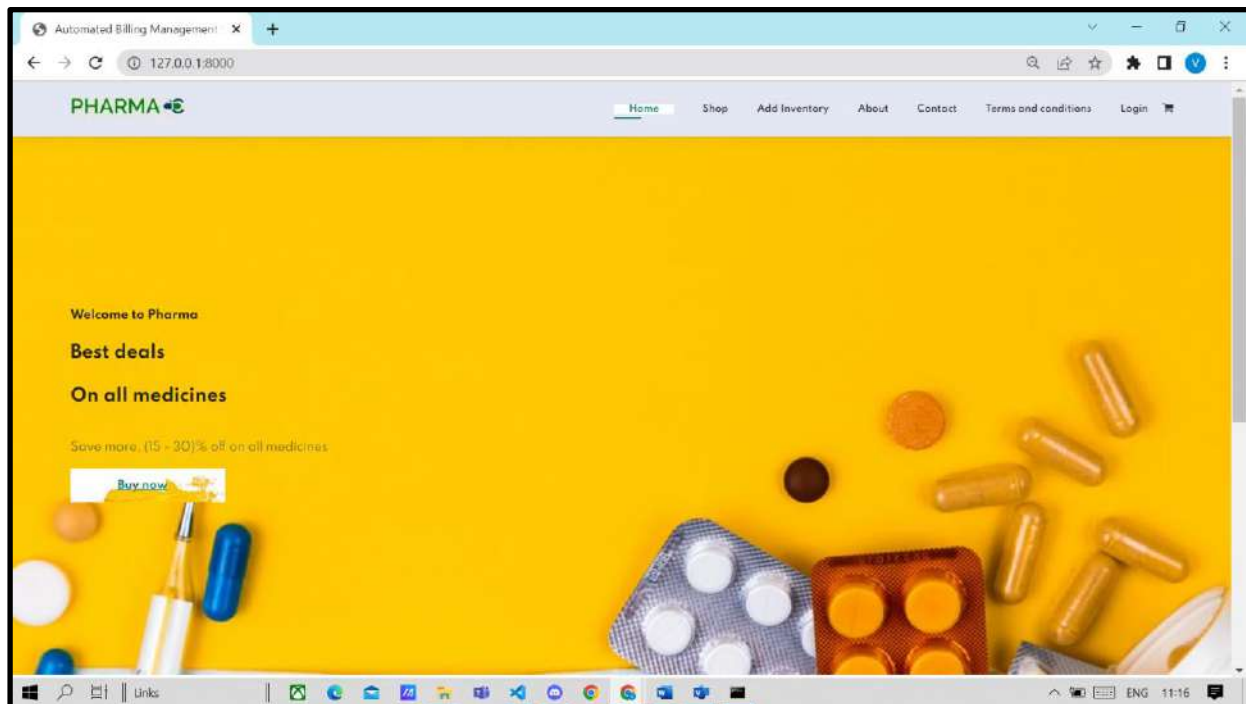 Automated Billing Management
127.0.0.1:8000
PHARMA
Home Shop Add Inventory About Contact Terms and conditions Login
Welcome to Pharma
Best deals
On all medicines
Save more, (15 - 30)% off on all medicines
Buy now
Links
ENG 11:16